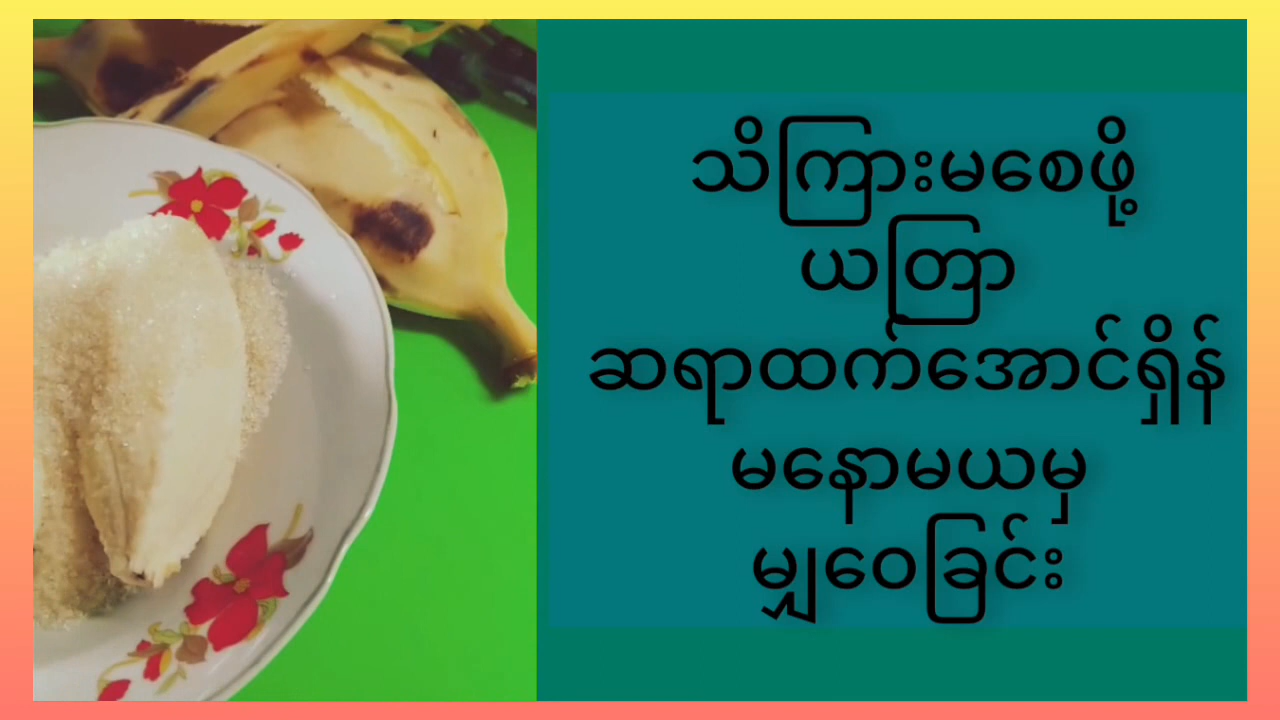 သိကြားမစေဖို့
ယတြာ
ဆရာထက်အောင်ရှိန်
မနောမယမှ
မျှဝေခြင်း